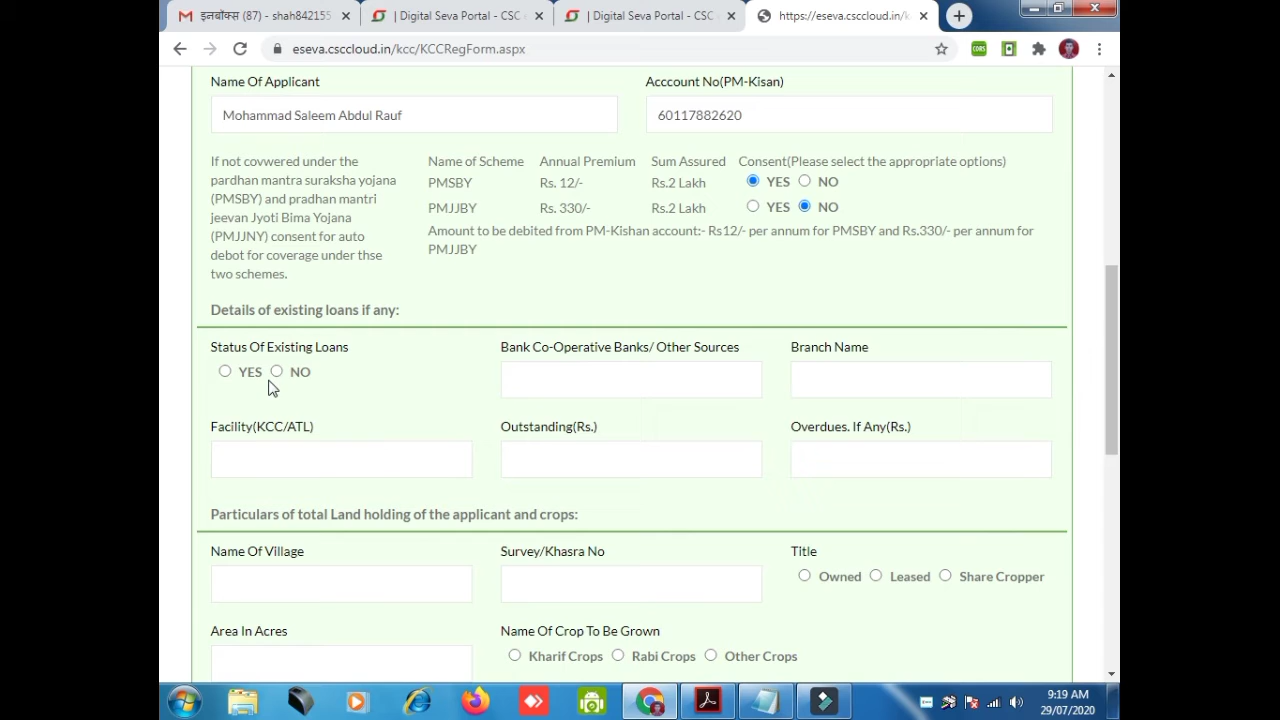 इनबॉक्स (87) - shah842155
| Digital Seva Portal - CSC e
| Digital Seva Portal - CSC e
https://eseva.csccloud.in/k
eseva.csccloud.in/kcc/KCCRegForm.aspx
CORS
Name Of Applicant
Acccount No(PM-Kisan)
Mohammad Saleem Abdul Rauf
60117882620
If not covwered under the
pardhan mantra suraksha yojana
(PMSBY) and pradhan mantri
jeevan Jyoti Bima Yojana
(PMJJNY) consent for auto
debot for coverage under thse
two schemes.
Name of Scheme Annual Premium Sum Assured Consent(Please select the appropriate options)
PMSBY Rs. 12/- Rs.2 Lakh YES NO
PMJJBY Rs. 330/- Rs.2 Lakh YES NO
Amount to be debited from PM-Kishan account:- Rs12/- per annum for PMSBY and Rs.330/- per annum for
PMJJBY
Details of existing loans if any:
Status Of Existing Loans
Bank Co-Operative Banks/ Other Sources
Branch Name
YES NO
Facility(KCC/ATL)
Outstanding(Rs.)
Overdues. If Any(Rs.)
Particulars of total Land holding of the applicant and crops:
Name Of Village
Survey/Khasra No
Title
Owned Leased Share Cropper
Area In Acres
Name Of Crop To Be Grown
Kharif Crops Rabi Crops Other Crops
9:19 AM
29/07/2020